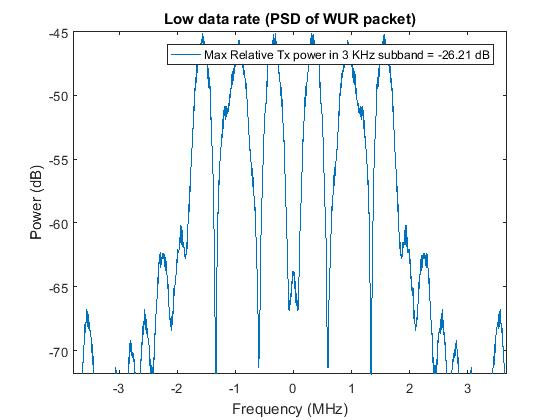 Low data rate (PSD of WUR packet)
Max Relative Tx power in 3 KHz subband = -26.21 dB
-45
-50
-55
-60
-65
-70
Power (dB)
-3 -2 -1 0 1 2 3
Frequency (MHz)